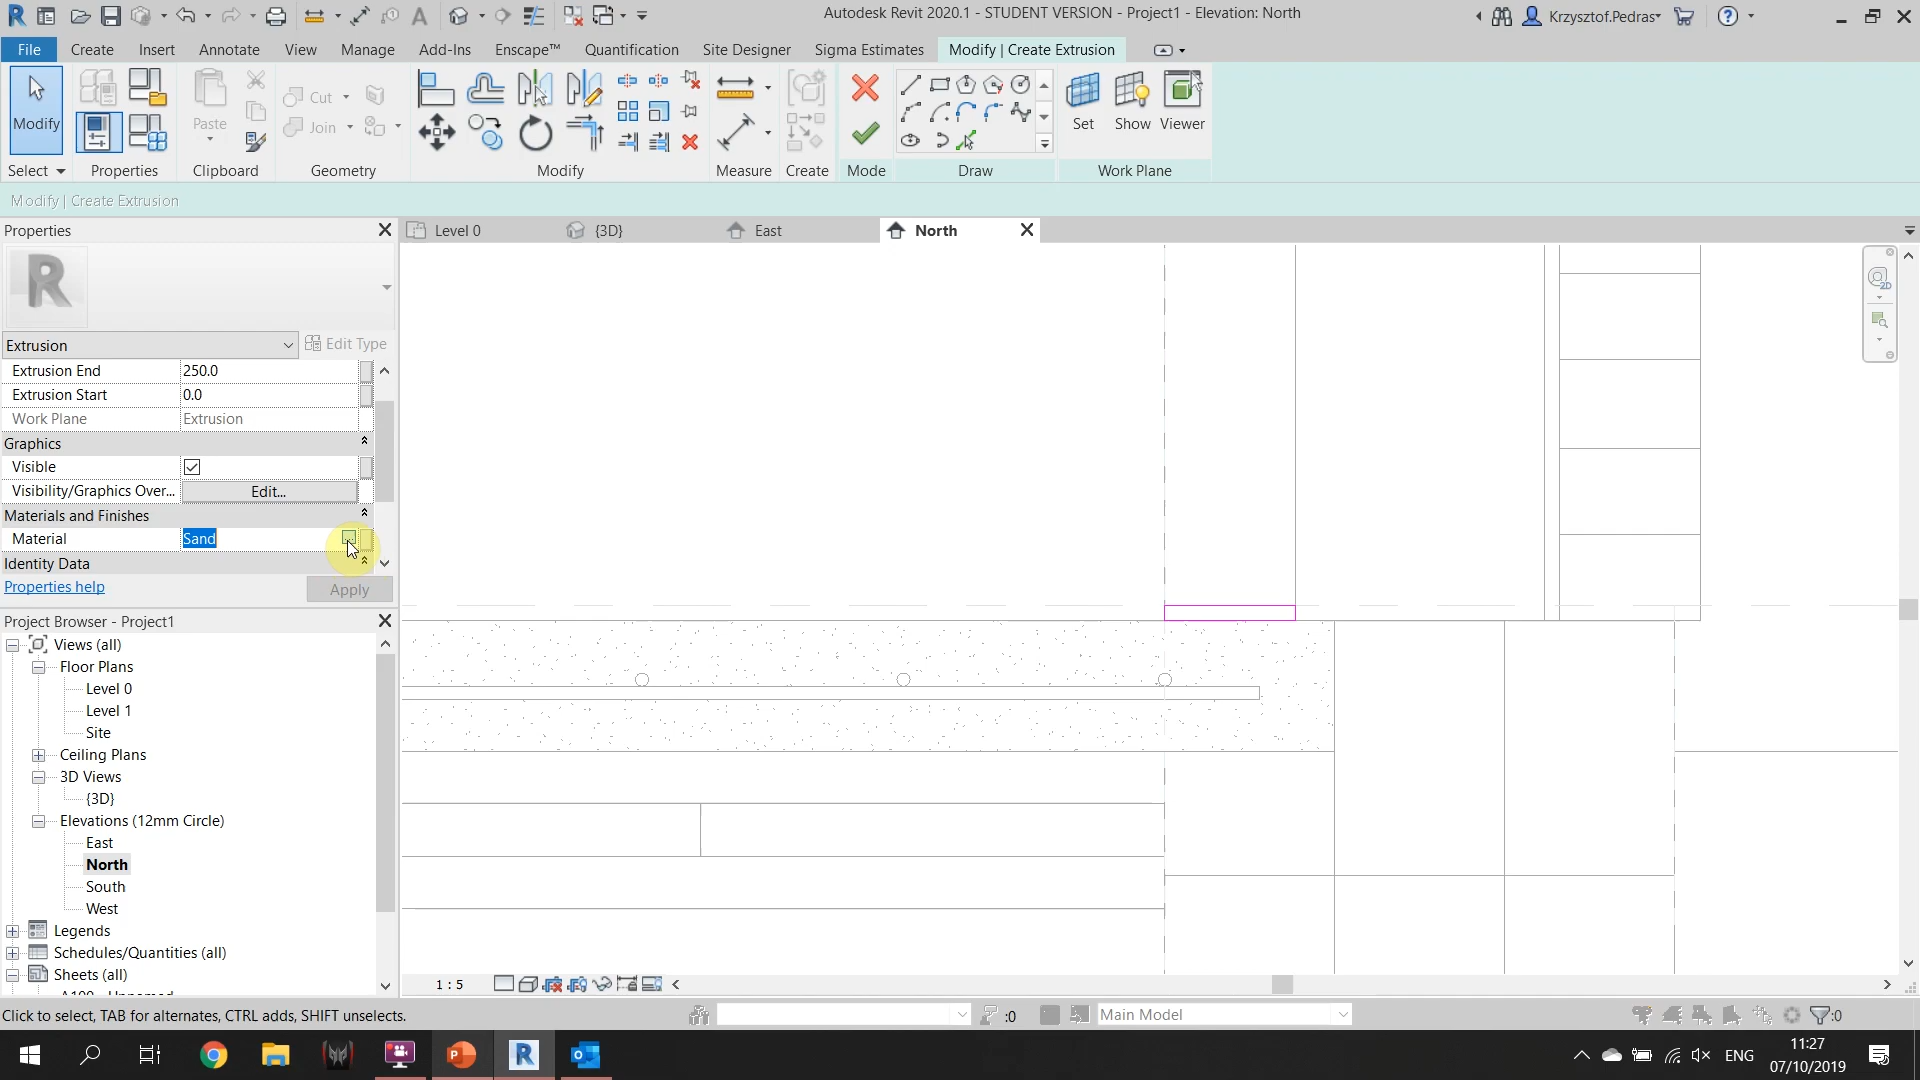 Autodesk Revit 2020.1 - STUDENT VERSION - Project1 - Elevation: North
Krzysztof.Pedras
File Create Insert Annotate View Manage Add-Ins Enscape™ Quantification Site Designer Sigma Estimates Modify | Create Extrusion
Modify
Paste
Cut
Join
Set Show Viewer
Select Properties Clipboard Geometry Modify Measure Create Mode Draw Work Plane
Modify | Create Extrusion
Properties
Level 0 {3D} East North
Extrusion
Edit Type
Extrusion End 250.0
Extrusion Start 0.0
Work Plane Extrusion
Graphics
Visible
Visibility/Graphics Over... Edit...
Materials and Finishes
Material Sand
Identity Data
Properties help
Apply
Project Browser - Project1
Views (all)
Floor Plans
Level 0
Level 1
Site
Ceiling Plans
3D Views
{3D}
Elevations (12mm Circle)
East
North
South
West
Legends
Schedules/Quantities (all)
Sheets (all)
A100 - Unnamed
1 : 5
Click to select, TAB for alternates, CTRL adds, SHIFT unselects.
:0
Main Model
:0
ENG
11:27
07/10/2019